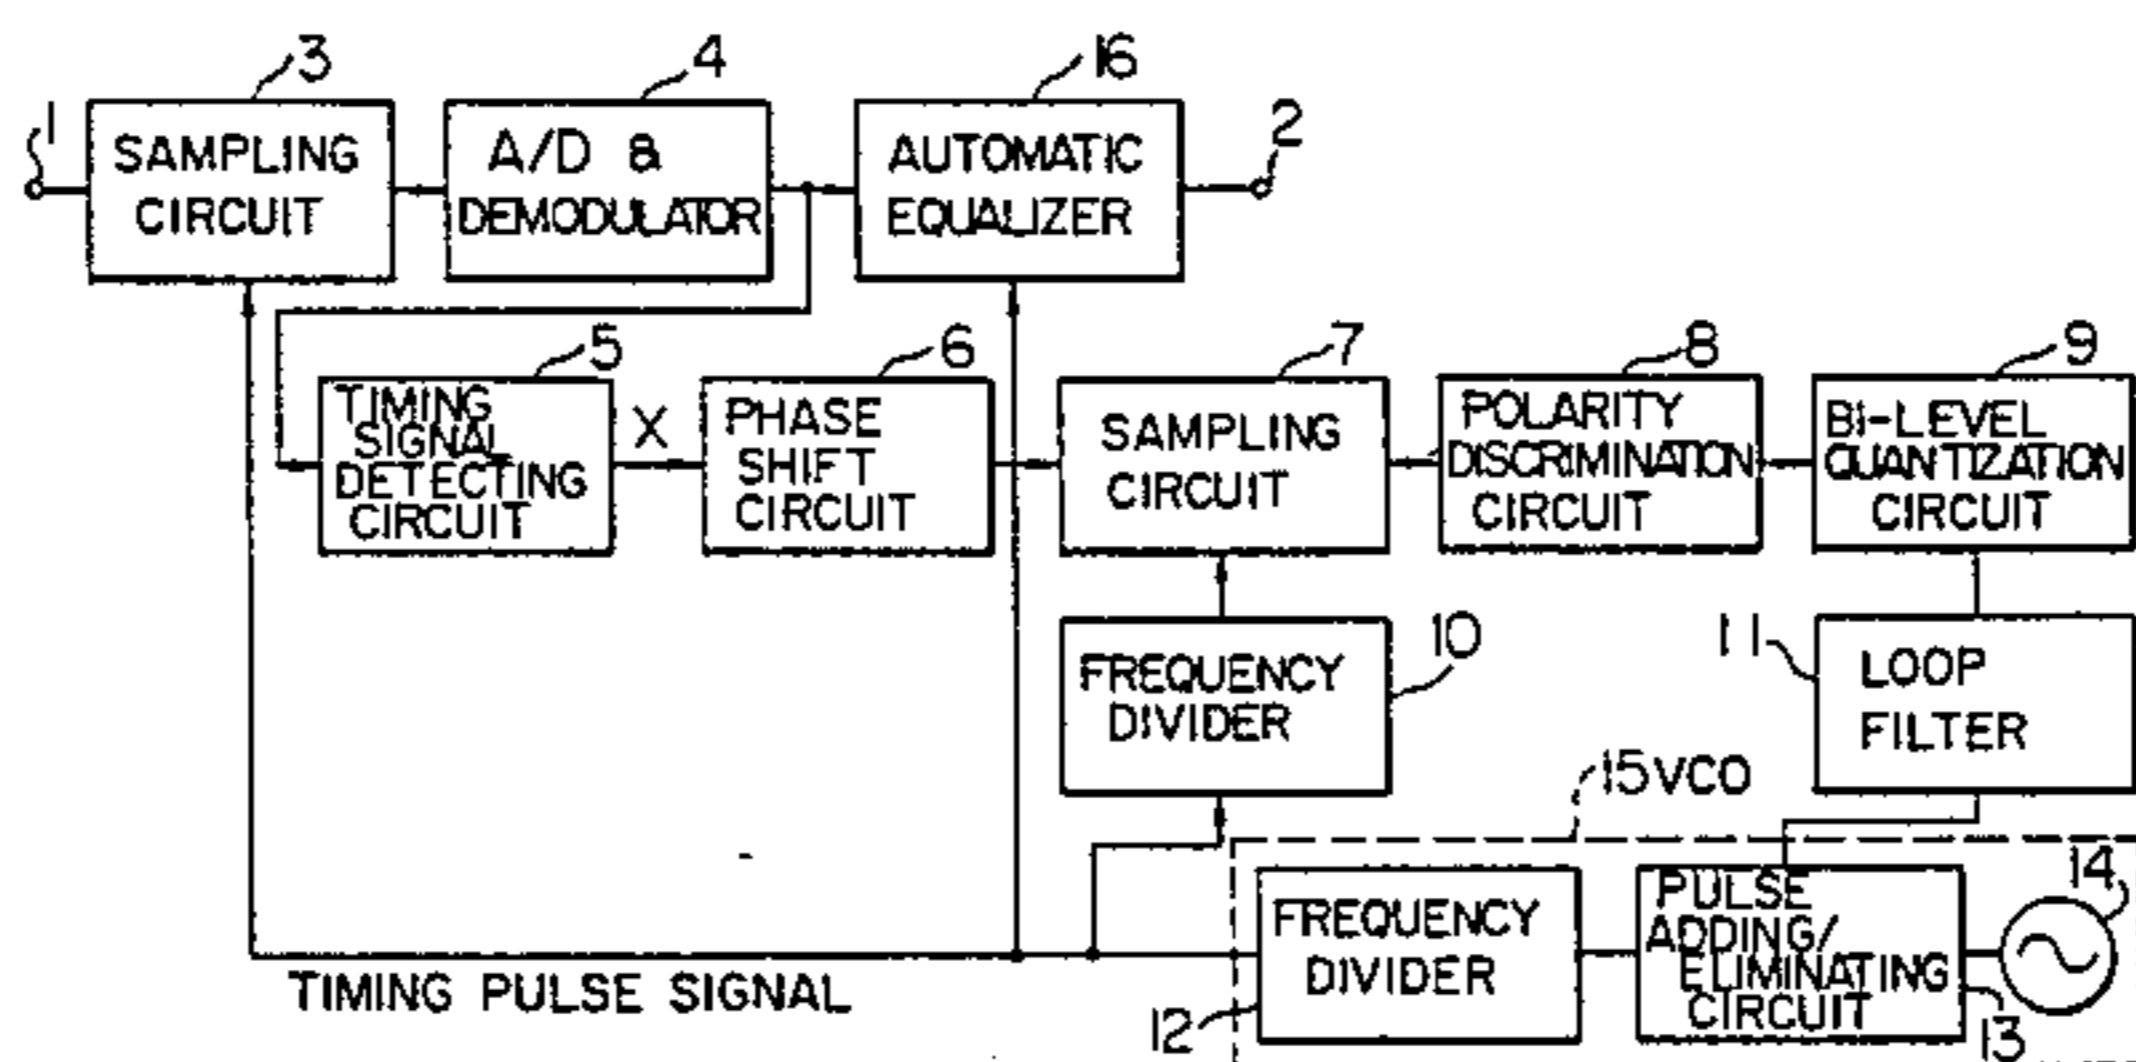 1
3
SAMPLING
CIRCUIT
4
A/D &
DEMODULATOR
16
AUTOMATIC
EQUALIZER
2
5
TIMING
SIGNAL
DETECTING
CIRCUIT
X
6
PHASE
SHIFT
CIRCUIT
7
SAMPLING
CIRCUIT
8
POLARITY
DISCRIMINATION
CIRCUIT
9
BI-LEVEL
QUANTIZATION
CIRCUIT
FREQUENCY
DIVIDER
10
11
LOOP
FILTER
15 VCO
FREQUENCY
DIVIDER
12
PULSE
ADDING/
ELIMINATING
CIRCUIT
13
14
TIMING PULSE SIGNAL